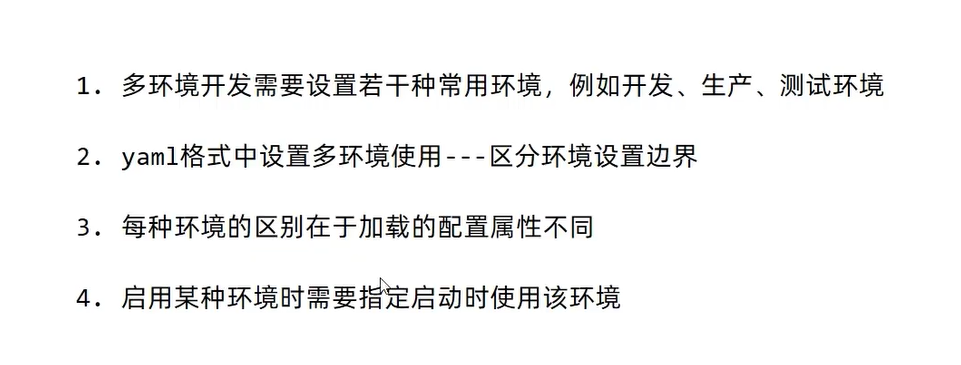 1. 多环境开发需要设置若干种常用环境，例如开发、生产、测试环境
2. yaml格式中设置多环境使用---区分环境设置边界
3. 每种环境的区别在于加载的配置属性不同
4. 启用某种环境时需要指定启动时使用该环境